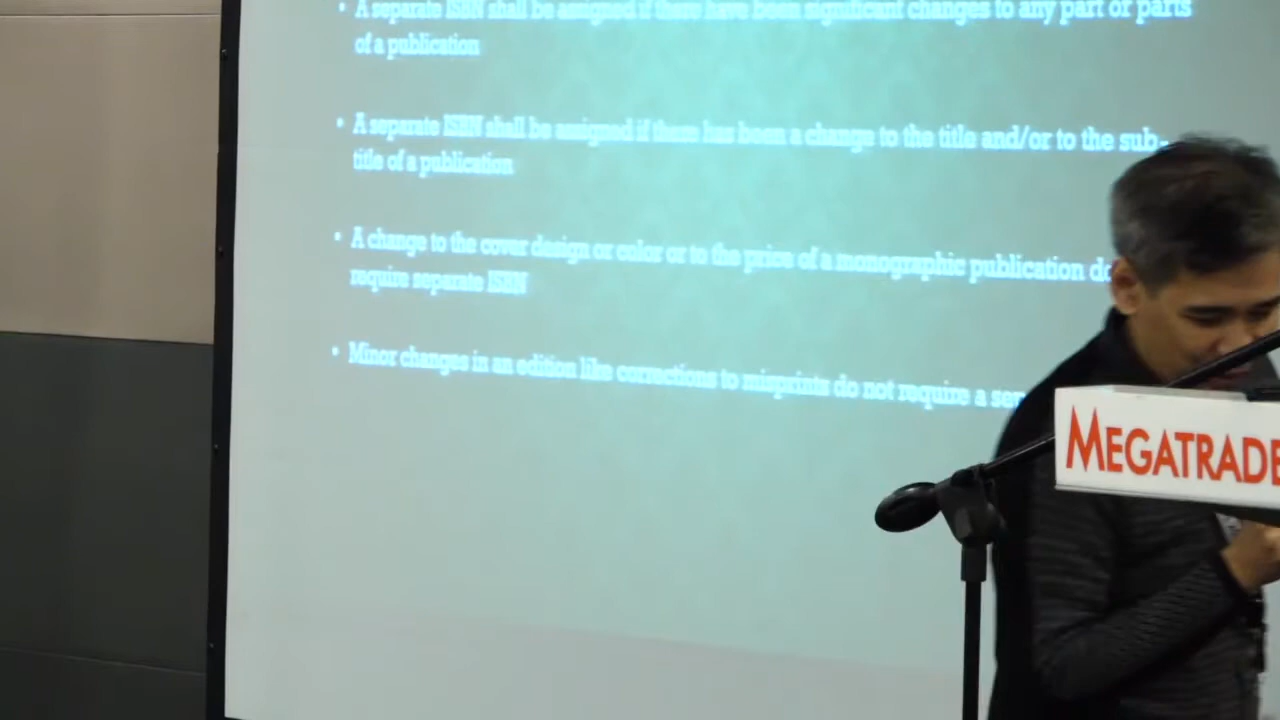 • A separate ISBN shall be assigned if there have been significant changes to any part or parts
of a publication
• A separate ISBN shall be assigned if there has been a change to the title and/or to the sub-
title of a publication
• A change to the cover design or color or to the price of a monographic publication
require separate ISBN
• Minor changes in an edition like corrections to misprints do not require a
MEGATRADE